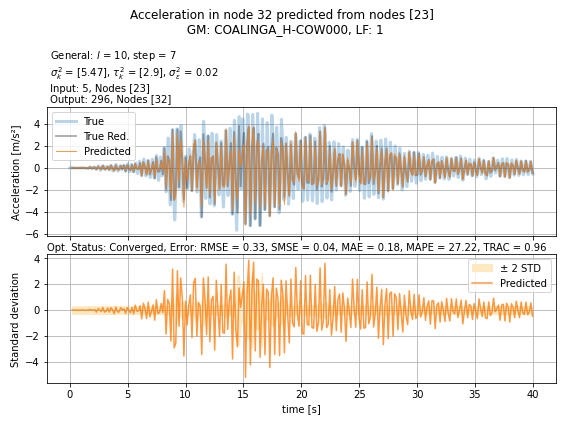 Acceleration in node 32 predicted from nodes [23]
GM: COALINGA_H-COW000, LF: 1
General: l = 10, step = 7
σ²ₖ = [5.47], τ²ₖ = [2.9], σ²ε = 0.02
Input: 5, Nodes [23]
Output: 296, Nodes [32]
True
True Red.
Predicted
Acceleration [m/s²]
4
2
0
−2
−4
−6
Opt. Status: Converged, Error: RMSE = 0.33, SMSE = 0.04, MAE = 0.18, MAPE = 27.22, TRAC = 0.96
± 2 STD
Predicted
Standard deviation
4
2
0
−2
−4
0 5 10 15 20 25 30 35 40
time [s]